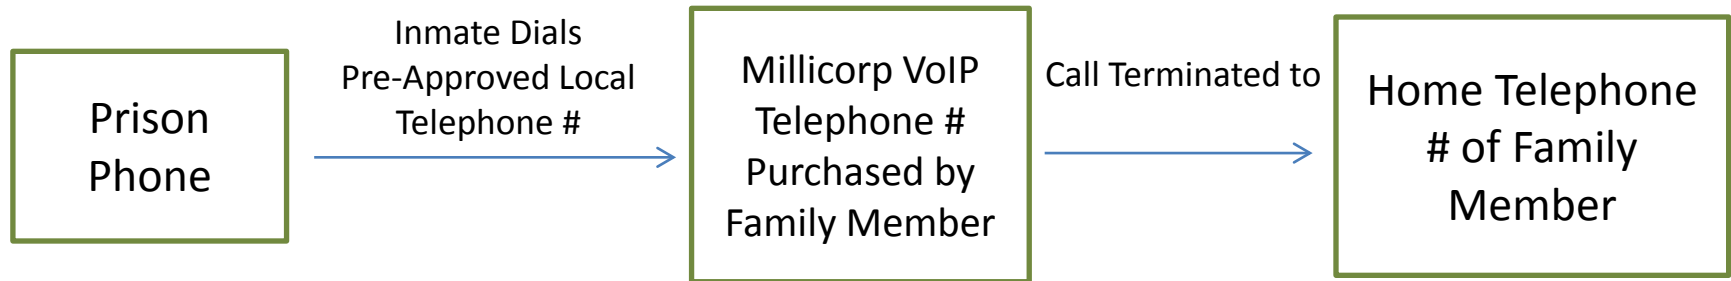 Prison
Phone
Inmate Dials
Pre-Approved Local
Telephone #
Millicorp VoIP
Telephone #
Purchased by
Family Member
Call Terminated to
Home Telephone
# of Family
Member